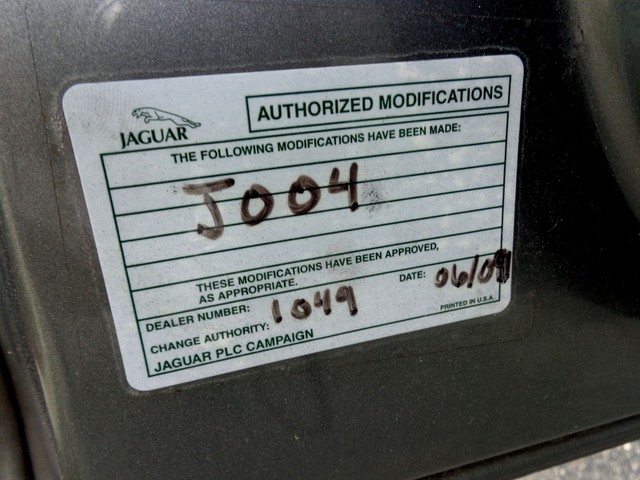 JAGUAR
AUTHORIZED MODIFICATIONS
THE FOLLOWING MODIFICATIONS HAVE BEEN MADE:
J004
THESE MODIFICATIONS HAVE BEEN APPROVED,
AS APPROPRIATE.
DATE: 06/09
DEALER NUMBER: 1049
PRINTED IN U.S.A.
CHANGE AUTHORITY:
JAGUAR PLC CAMPAIGN